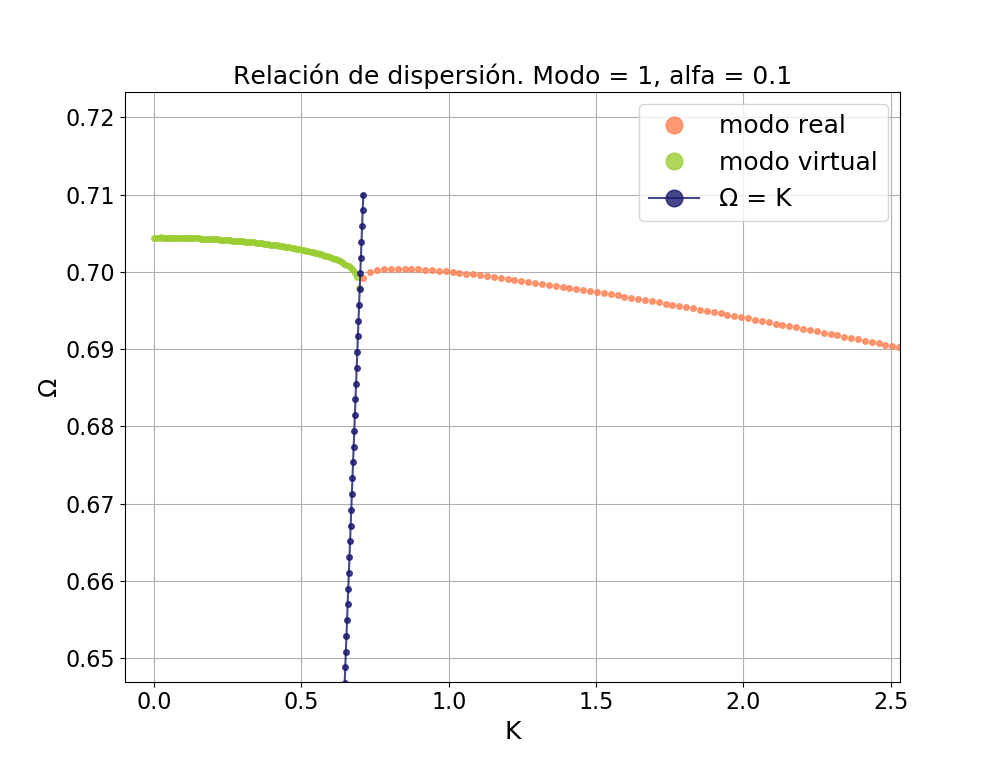 Relación de dispersión. Modo = 1, alfa = 0.1
modo real
modo virtual
Ω = K
0.72
0.71
0.70
0.69
0.68
0.67
0.66
0.65
Ω
0.0 0.5 1.0 1.5 2.0 2.5
K